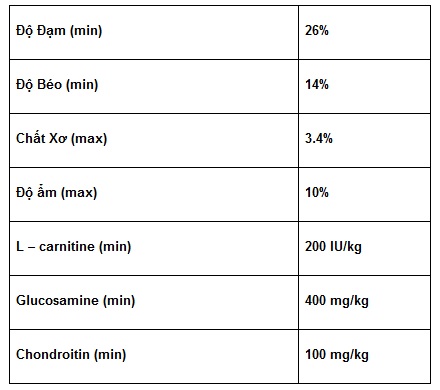 Độ Đạm (min) 26%
Độ Béo (min) 14%
Chất Xơ (max) 3.4%
Độ ẩm (max) 10%
L – carnitine (min) 200 IU/kg
Glucosamine (min) 400 mg/kg
Chondroitin (min) 100 mg/kg